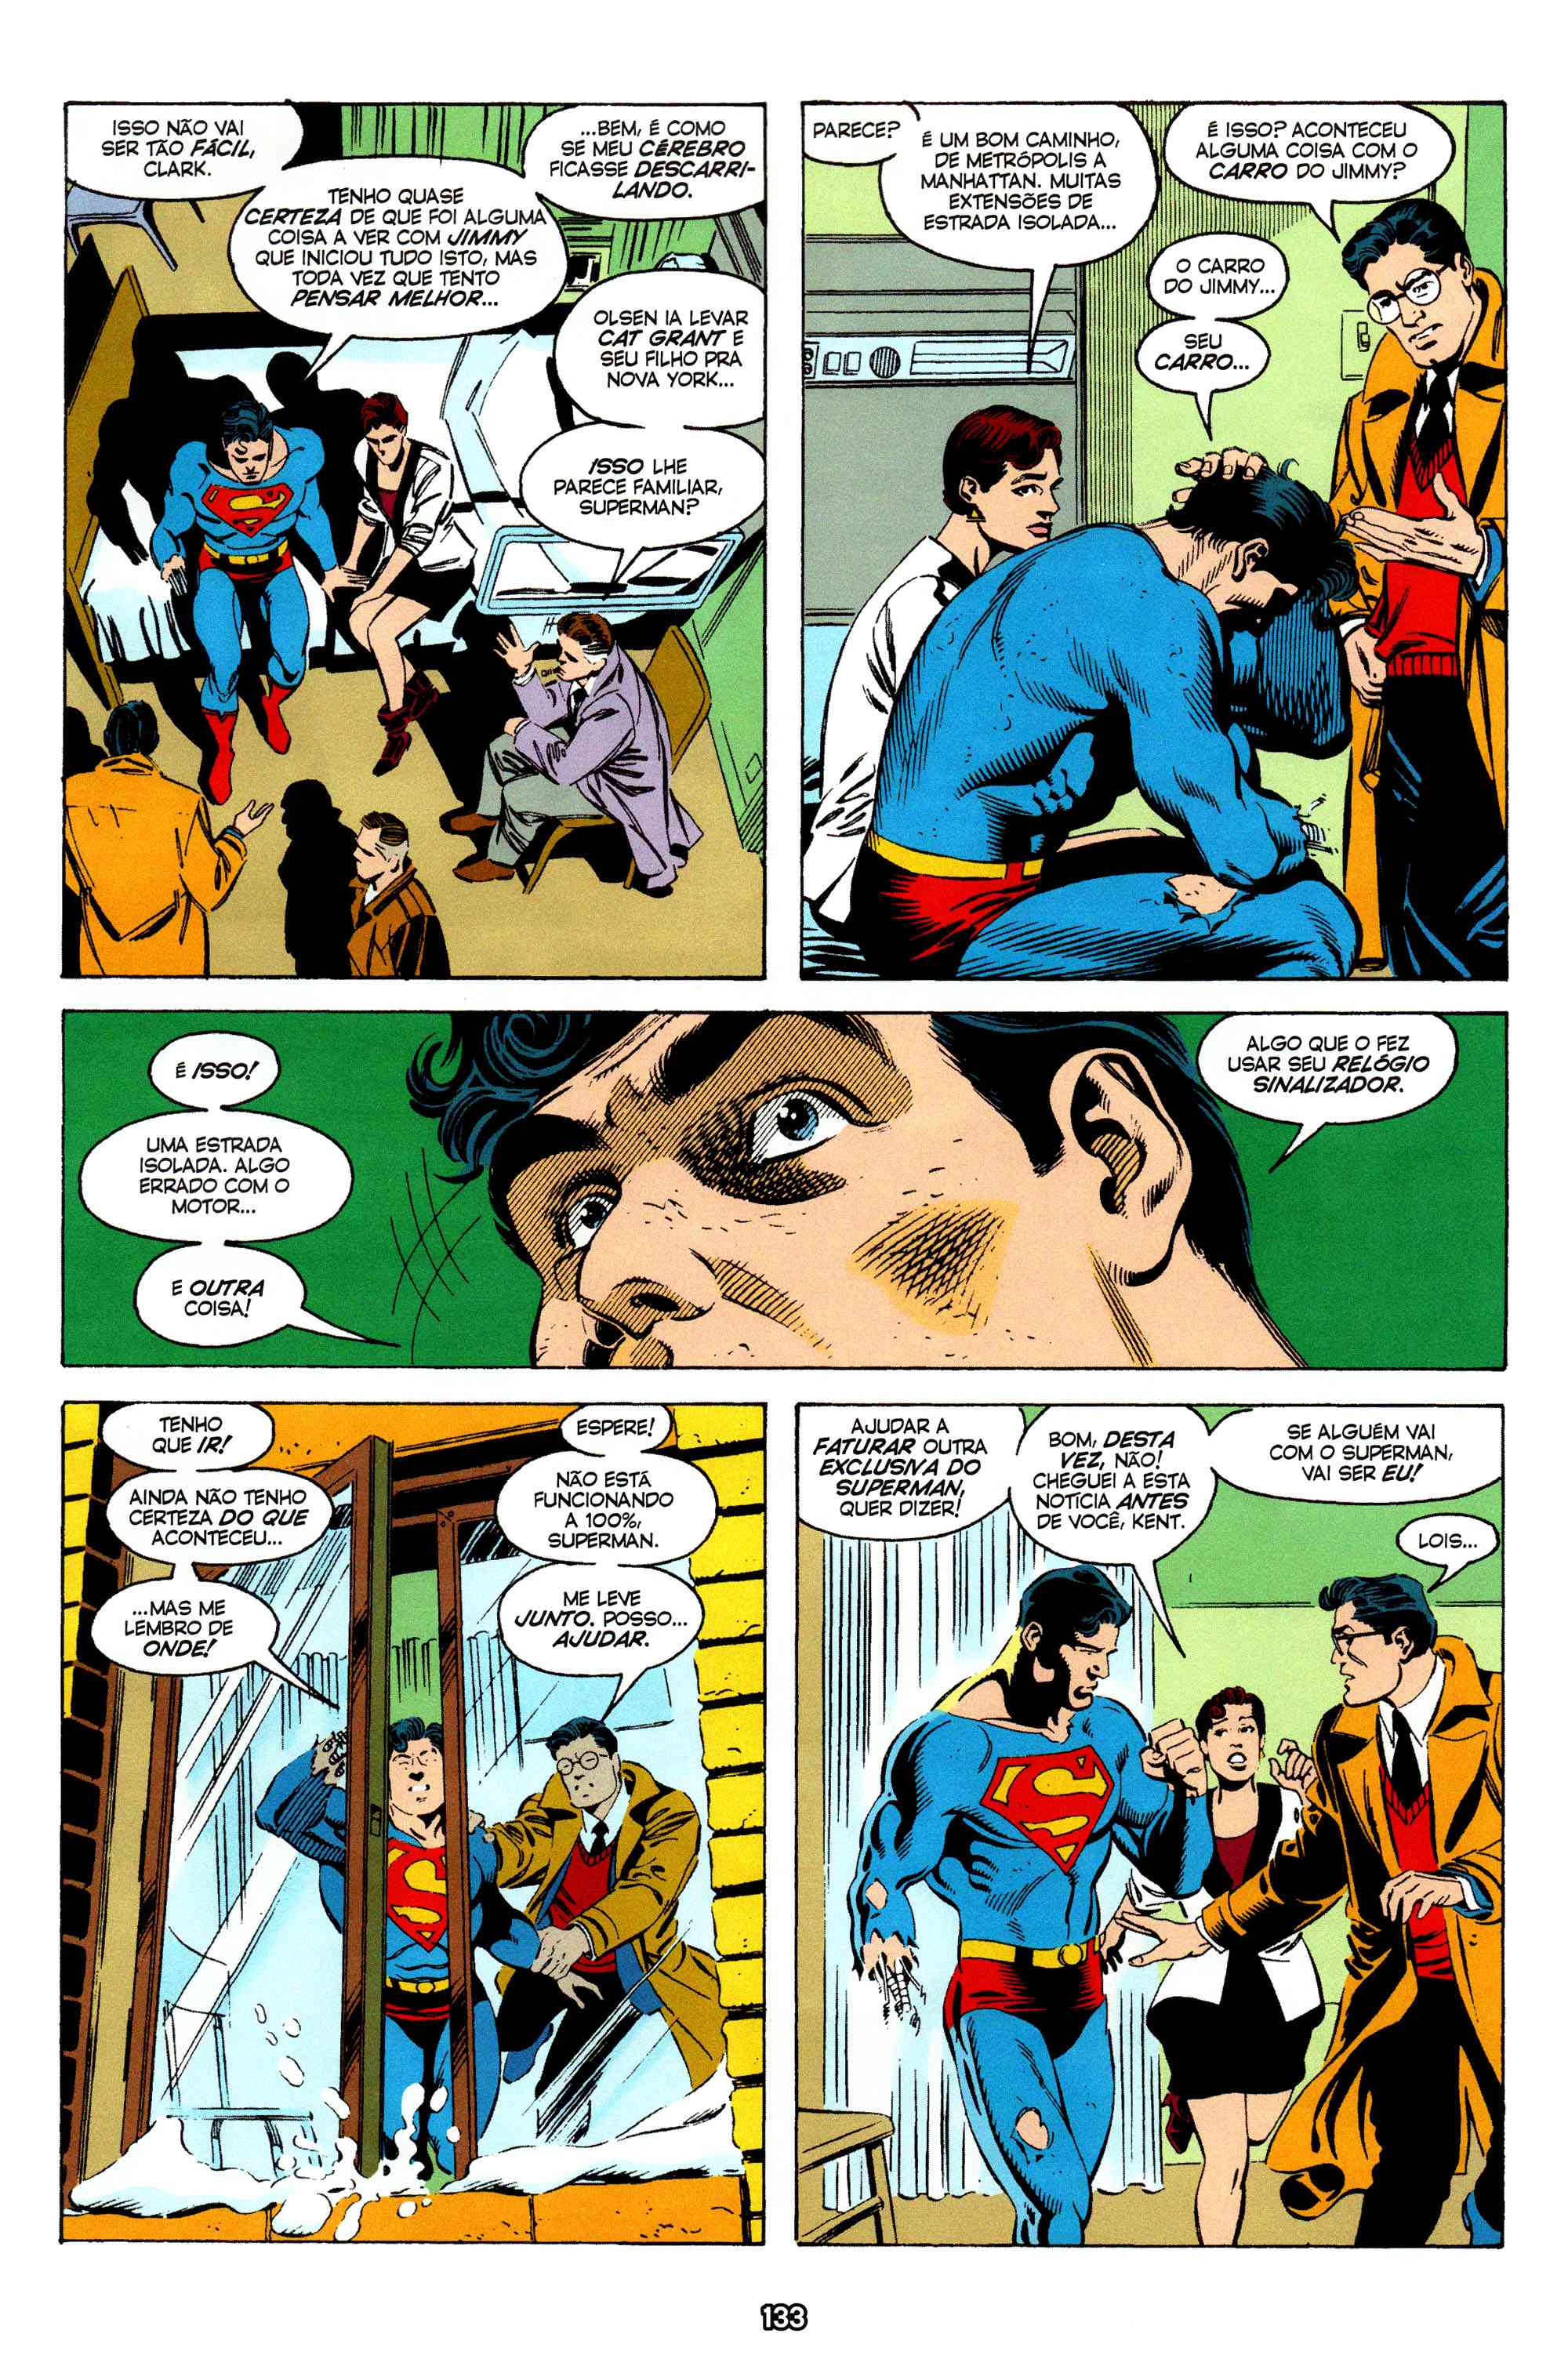 ISSO NÃO VAI
SER TÃO FÁCIL,
CLARK.
TENHO QUASE
CERTEZA DE QUE FOI ALGUMA
COISA A VER COM JIMMY
QUE INICIOU TUDO ISTO, MAS
TODA VEZ QUE TENTO
PENSAR MELHOR...
...BEM, É COMO
SE MEU CÉREBRO
FICASSE DESCARRI-
LANDO.
OLSEN IA LEVAR
CAT GRANT E
SEU FILHO PRA
NOVA YORK...
ISSO LHE
PARECE FAMILIAR,
SUPERMAN?
PARECE?
É UM BOM CAMINHO,
DE METRÓPOLIS A
MANHATTAN. MUITAS
EXTENSÕES DE
ESTRADA ISOLADA...
É ISSO? ACONTECEU
ALGUMA COISA COM O
CARRO DO JIMMY?
O CARRO
DO JIMMY...
SEU
CARRO...
É ISSO!
UMA ESTRADA
ISOLADA. ALGO
ERRADO COM O
MOTOR...
E OUTRA
COISA!
ALGO QUE O FEZ
USAR SEU RELÓGIO
SINALIZADOR.
TENHO
QUE IR!
AINDA NÃO TENHO
CERTEZA DO QUE
ACONTECEU...
...MAS ME
LEMBRO DE
ONDE!
ESPERE!
NÃO ESTÁ
FUNCIONANDO
A 100%,
SUPERMAN.
ME LEVE
JUNTO. POSSO...
AJUDAR.
AJUDAR A
FATURAR OUTRA
EXCLUSIVA DO
SUPERMAN,
QUER DIZER!
BOM, DESTA
VEZ, NÃO!
CHEGUEI A ESTA
NOTÍCIA ANTES
DE VOCÊ, KENT.
SE ALGUÉM VAI
COM O SUPERMAN,
VAI SER EU!
LOIS...
133